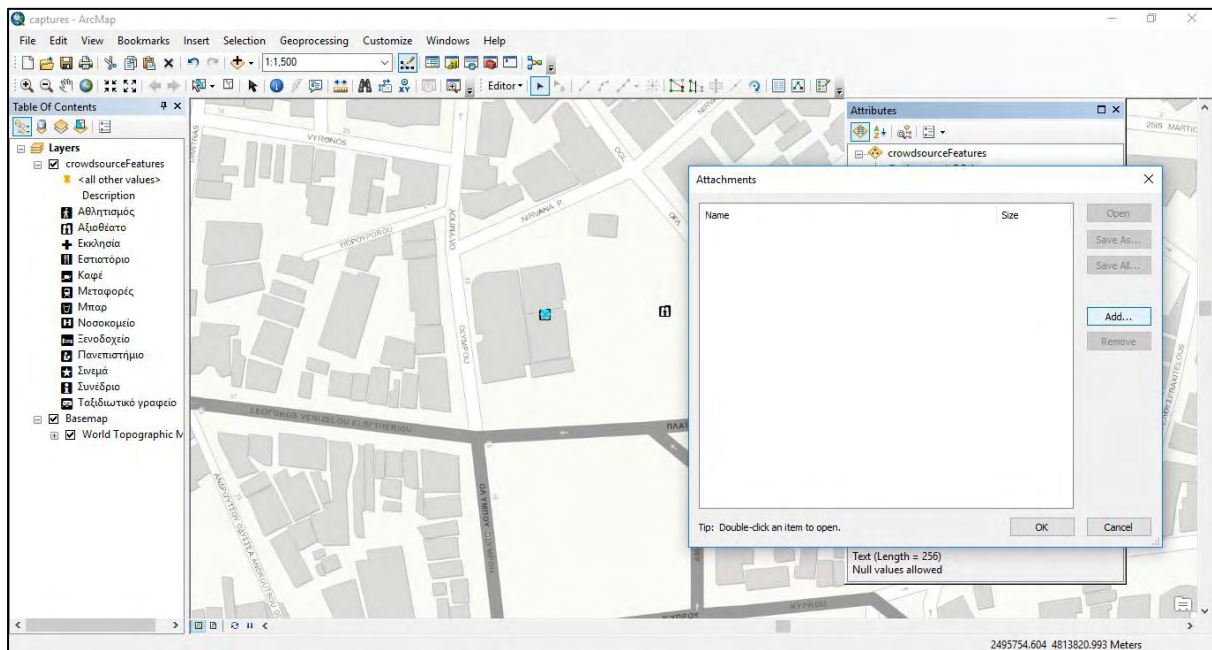 captures - ArcMap
File Edit View Bookmarks Insert Selection Geoprocessing Customize Windows Help
1:1,500
Editor
Table Of Contents
Layers
crowdsourceFeatures
<all other values>
Description
Αθλητισμός
Αξιοθέατο
Εκκλησία
Εστιατόριο
Καφέ
Μεταφορές
Μπαρ
Νοσοκομείο
Ξενοδοχείο
Πανεπιστήμιο
Σινεμά
Συνέδριο
Ταξιδιωτικό γραφείο
Basemap
World Topographic M
VYRONOS
NIRVANA P.
OLYMPOU
LEOFOROS VENIZELOU ELEFTHERIOU
ΠΛΑΤ
KYPROU
25IS MARTIO
Attributes
crowdsourceFeatures
Attachments
Name Size
Open
Save As...
Save All...
Add...
Remove
Tip: Double-click an item to open.
OK
Cancel
Text (Length = 256)
Null values allowed
2495754.604 4813820.993 Meters